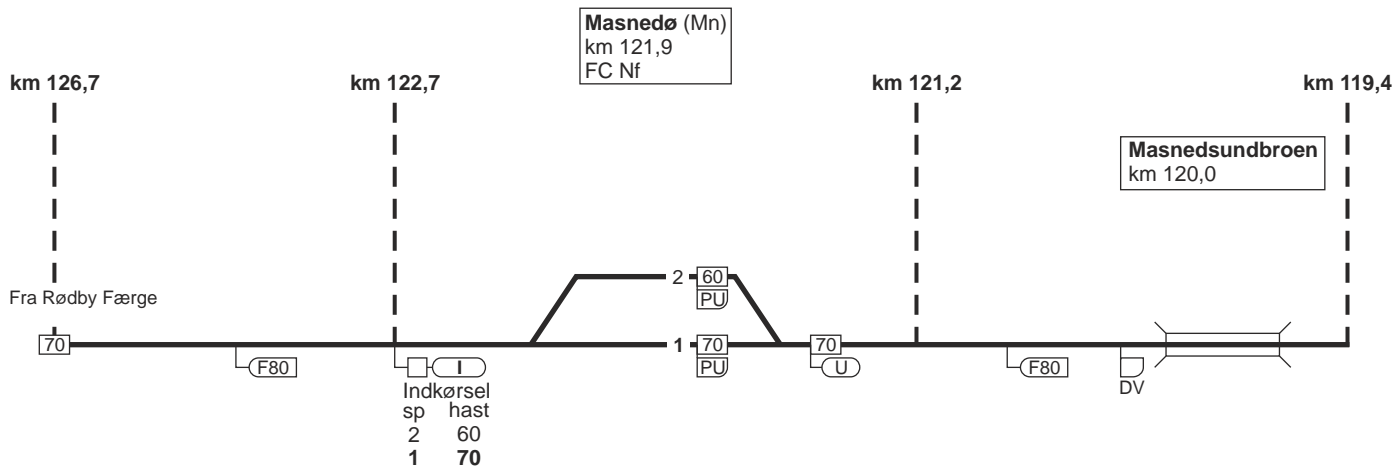 Masnedø (Mn)
km 121,9
FC Nf
km 126,7
km 122,7
km 121,2
km 119,4
Masnedsundbroen
km 120,0
2
60
PU
Fra Rødby Færge
70
1
70
PU
70
F80
I
U
F80
DV
Indkørsel
sp hast
2 60
1 70